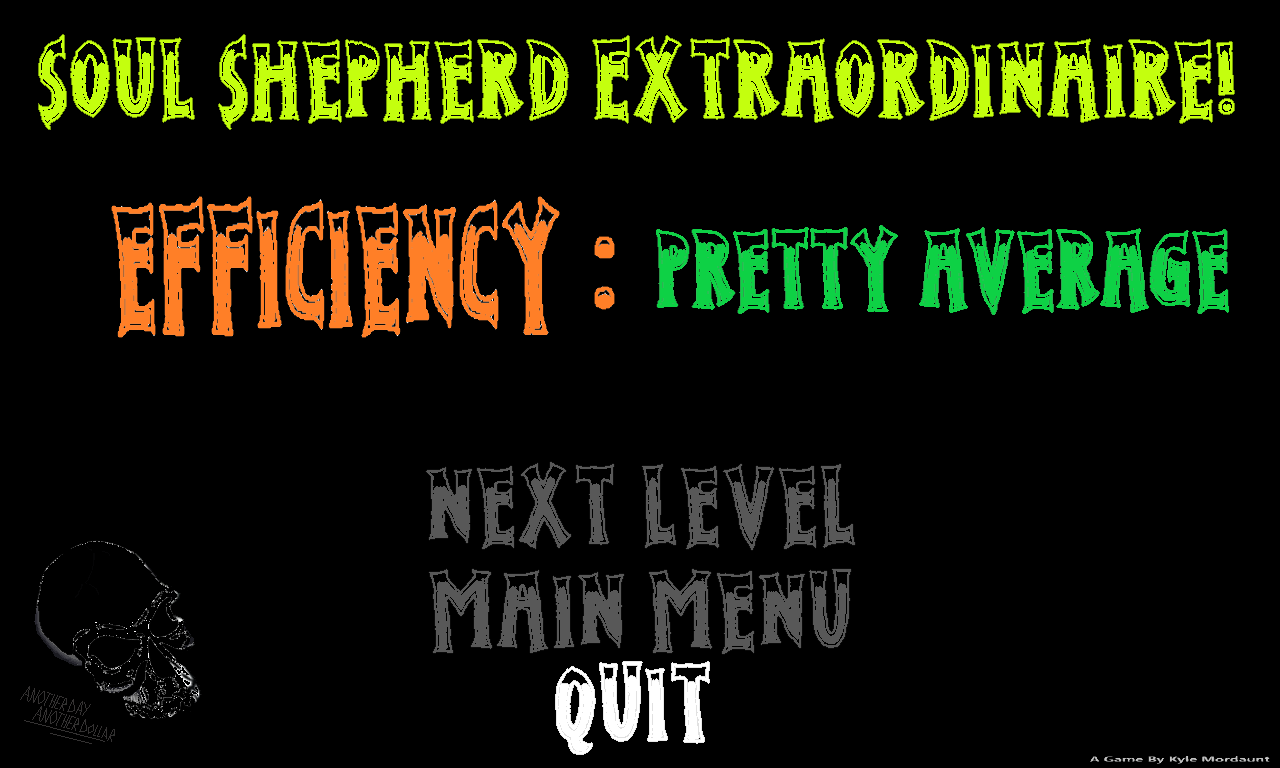 SOUL SHEPHERD EXTRAORDINAIRE!
EFFICIENCY : PRETTY AVERAGE
NEXT LEVEL
MAIN MENU
QUIT
ANOTHER DAY
ANOTHER DOLLAR
A Game By Kyle Mordaunt